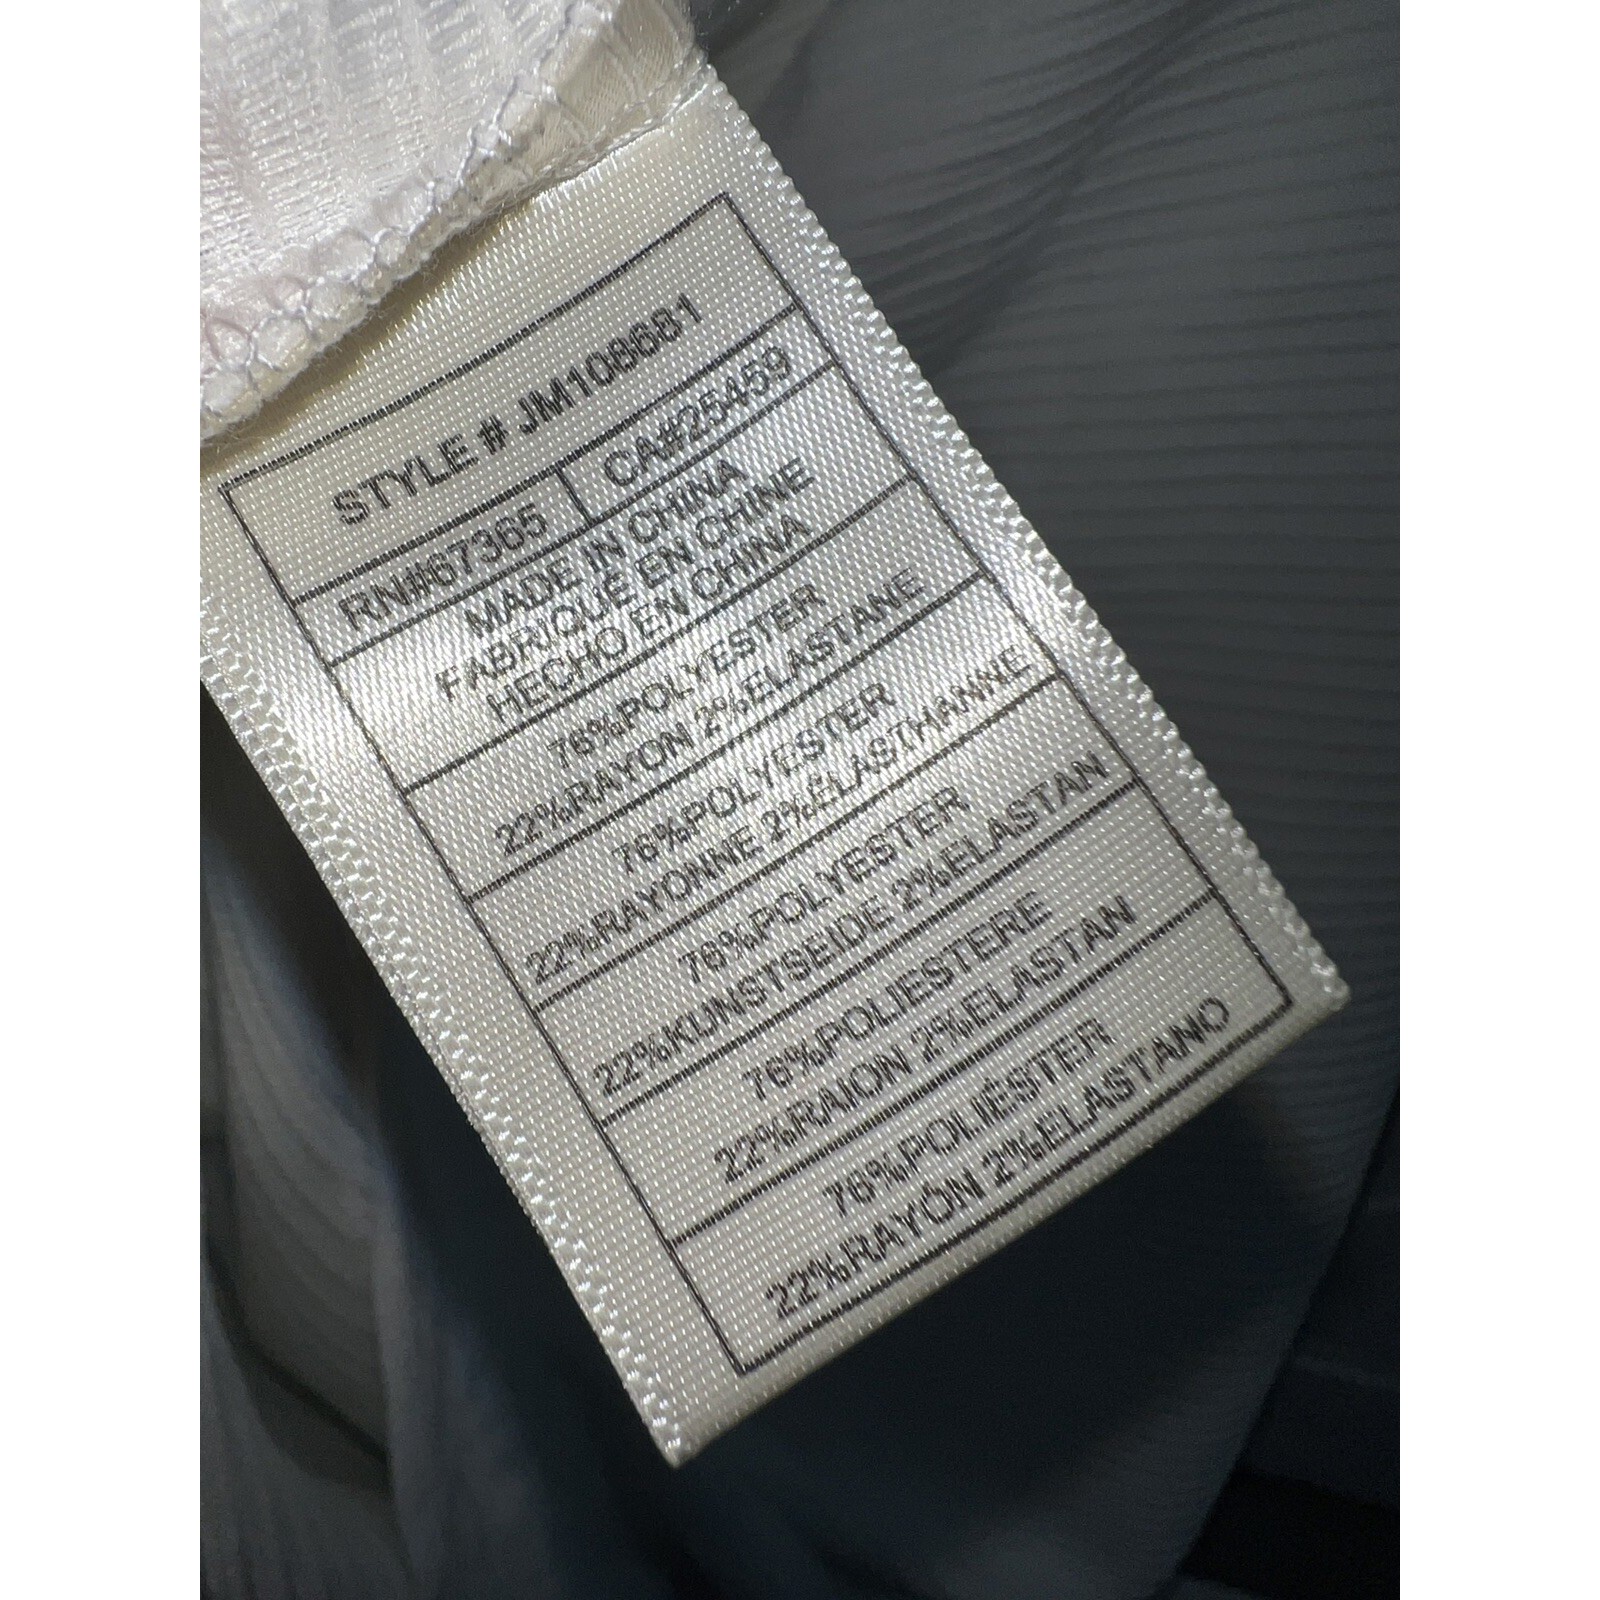 STYLE # JM108681
RN#67365 CA#25459
MADE IN CHINA
FABRIQUE EN CHINE
HECHO EN CHINA
76%POLYESTER
22%RAYON 2%ELASTANE
76%POLYESTER
22%RAYONNE 2%ÉLASTHANNE
76%POLYESTER
22%KUNSTSEIDE 2%ELASTAN
76%POLIESTERE
22%RAION 2%ELASTAN
76%POLIÉSTER
22%RAYÓN 2%ELASTANO